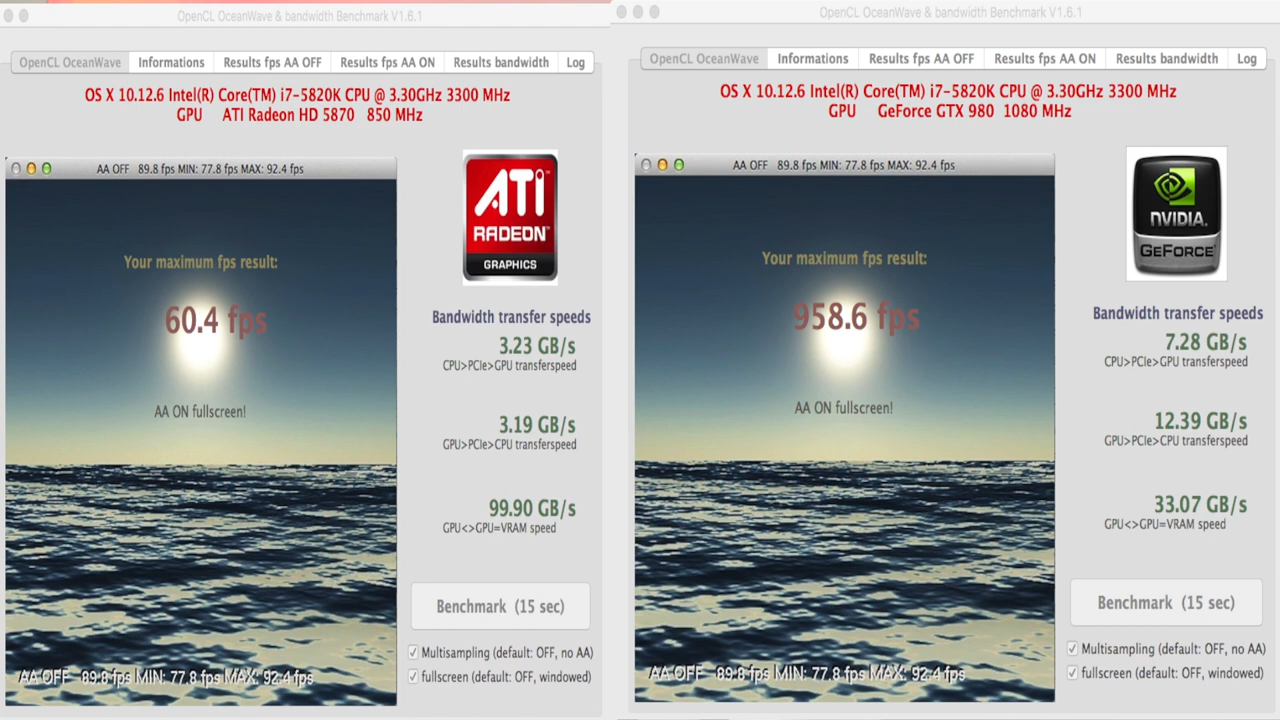 OpenCL OceanWave & bandwidth Benchmark V1.6.1
OpenCL OceanWave Informations Results fps AA OFF Results fps AA ON Results bandwidth Log
OS X 10.12.6 Intel(R) Core(TM) i7-5820K CPU @ 3.30GHz 3300 MHz
GPU ATI Radeon HD 5870 850 MHz
AA OFF 89.8 fps MIN: 77.8 fps MAX: 92.4 fps
Your maximum fps result:
60.4 fps
AA ON fullscreen!
AA OFF 89.8 fps MIN: 77.8 fps MAX: 92.4 fps
ATI
RADEON
GRAPHICS
Bandwidth transfer speeds
3.23 GB/s
CPU>PCIe>GPU transferspeed
3.19 GB/s
GPU>PCIe>CPU transferspeed
99.90 GB/s
GPU<>GPU=VRAM speed
Benchmark (15 sec)
Multisampling (default: OFF, no AA)
fullscreen (default: OFF, windowed)
OpenCL OceanWave & bandwidth Benchmark V1.6.1
OpenCL OceanWave Informations Results fps AA OFF Results fps AA ON Results bandwidth Log
OS X 10.12.6 Intel(R) Core(TM) i7-5820K CPU @ 3.30GHz 3300 MHz
GPU GeForce GTX 980 1080 MHz
AA OFF 89.8 fps MIN: 77.8 fps MAX: 92.4 fps
Your maximum fps result:
958.6 fps
AA ON fullscreen!
AA OFF 89.8 fps MIN: 77.8 fps MAX: 92.4 fps
NVIDIA.
GEFORCE
Bandwidth transfer speeds
7.28 GB/s
CPU>PCIe>GPU transferspeed
12.39 GB/s
GPU>PCIe>CPU transferspeed
33.07 GB/s
GPU<>GPU=VRAM speed
Benchmark (15 sec)
Multisampling (default: OFF, no AA)
fullscreen (default: OFF, windowed)